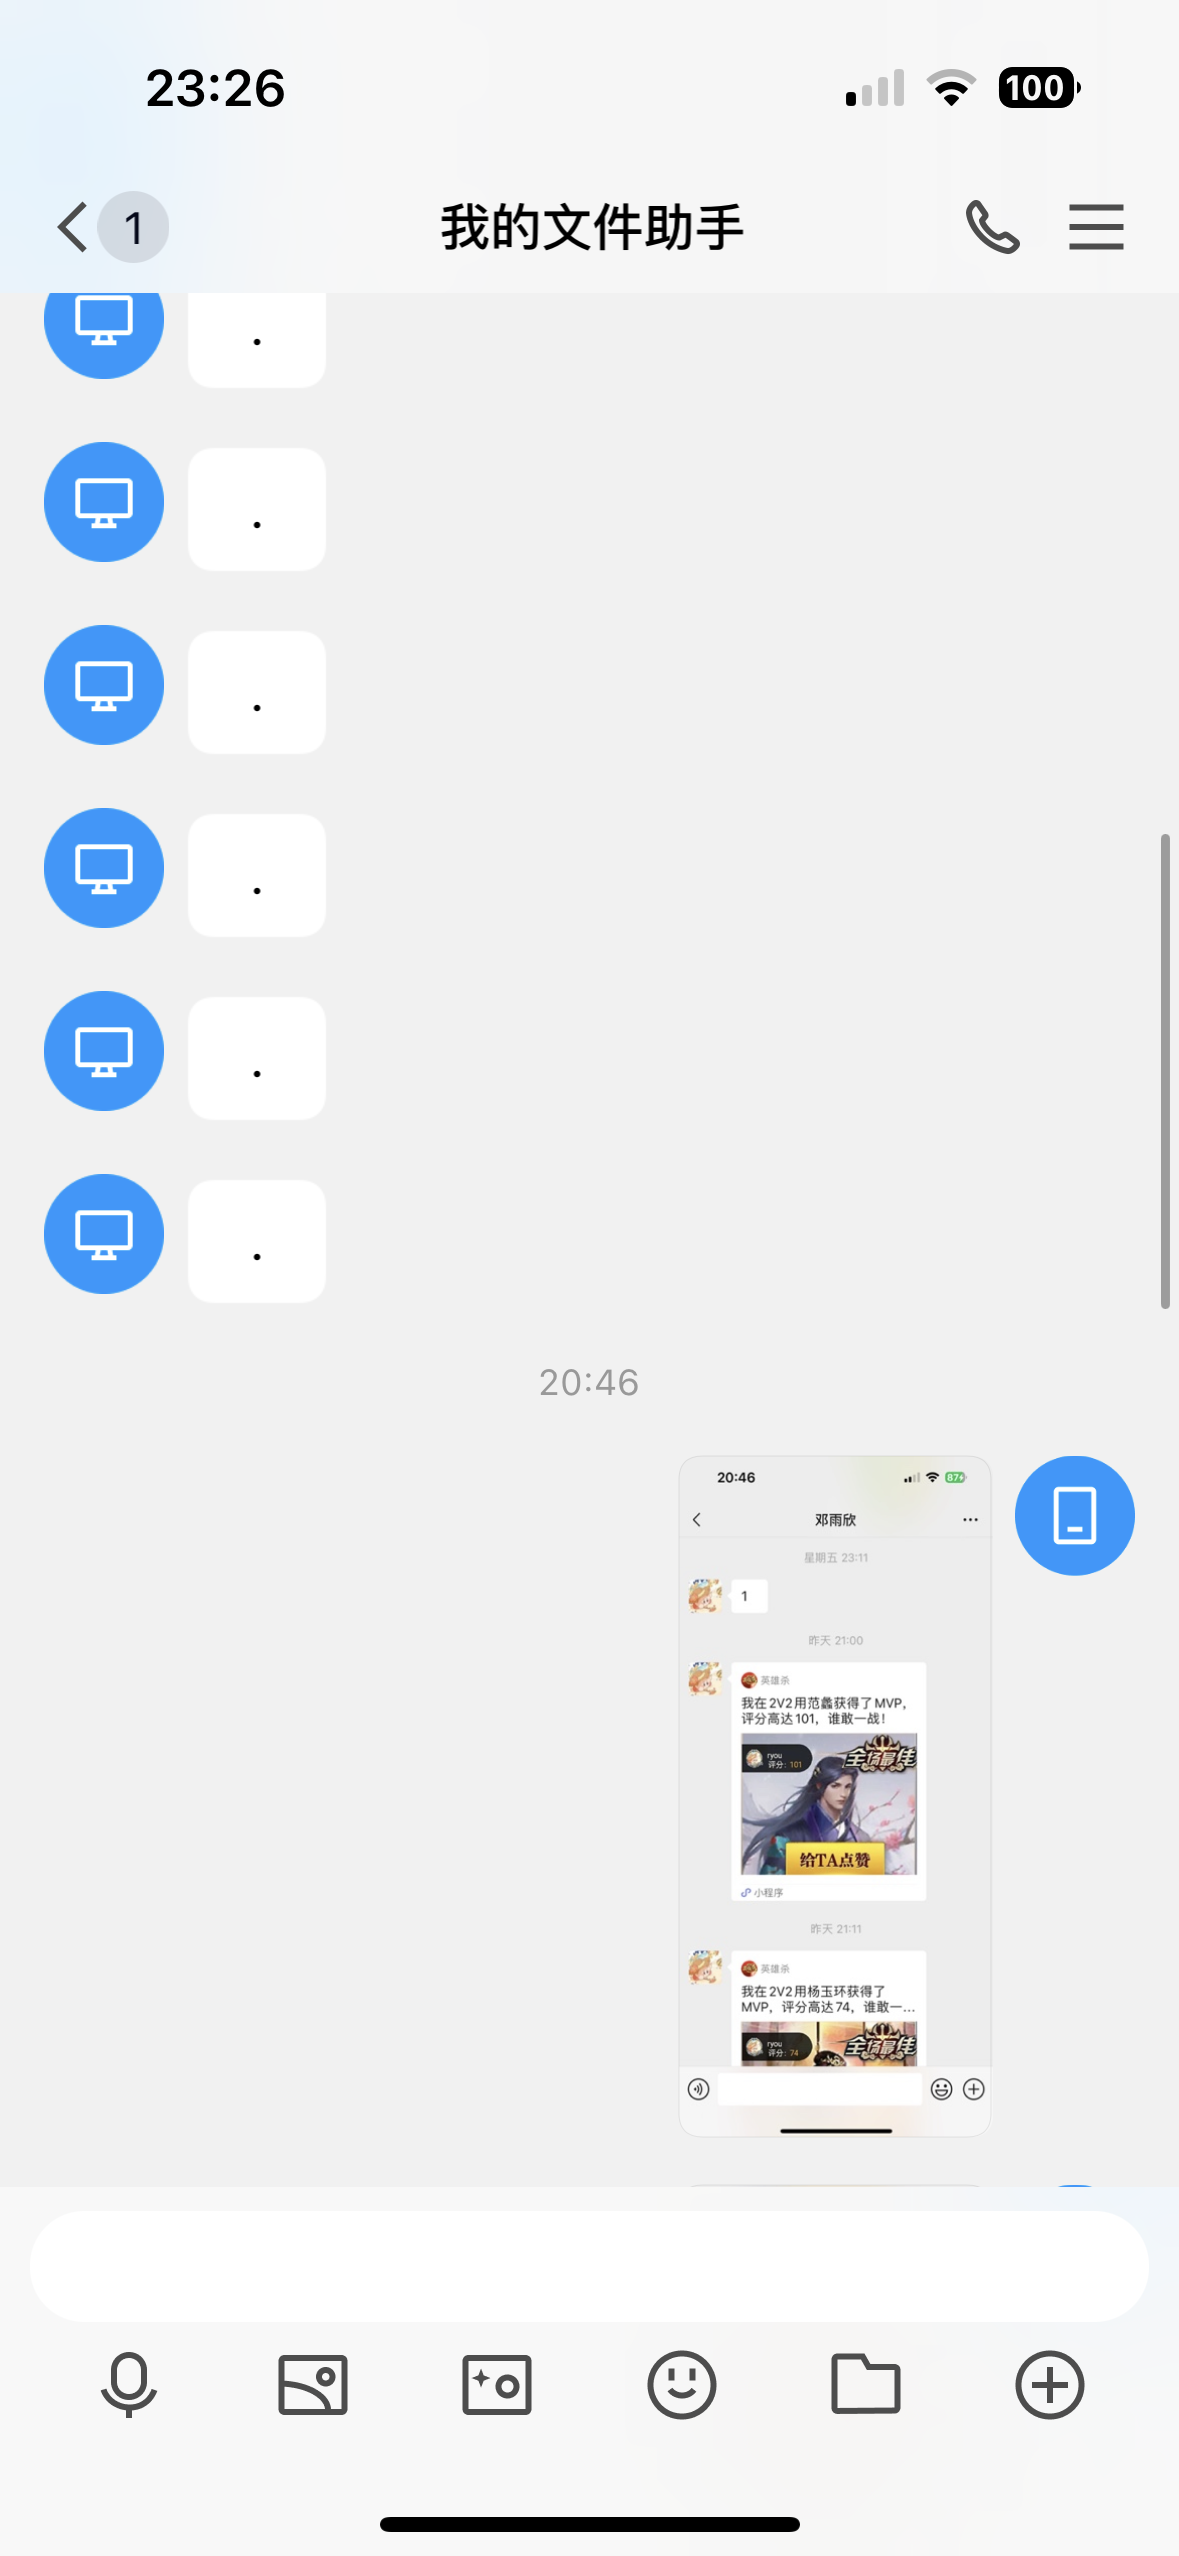 23:26
100
1
我的文件助手
.
.
.
.
.
.
20:46
20:46
87
邓雨欣
星期五 23:11
1
昨天 21:00
英雄杀
我在2V2用范蠡获得了MVP，
评分高达101，谁敢一战！
ryou
评分：101
全场最佳
给TA点赞
小程序
昨天 21:11
英雄杀
我在2V2用杨玉环获得了
MVP，评分高达74，谁敢一...
ryou
评分：74
全场最佳